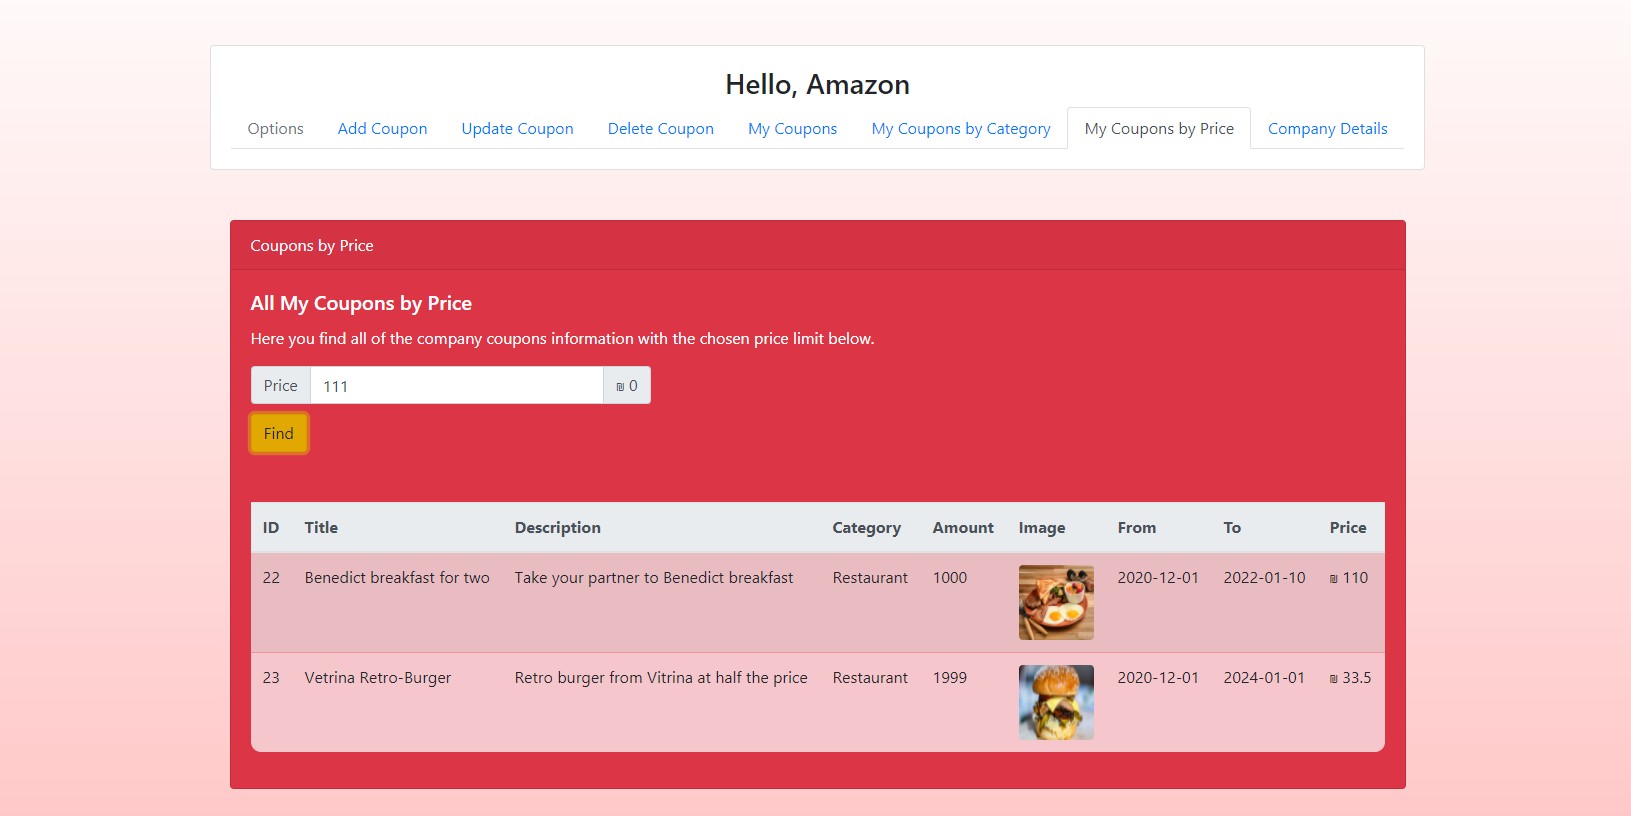 Hello, Amazon
Options Add Coupon Update Coupon Delete Coupon My Coupons My Coupons by Category My Coupons by Price Company Details
Coupons by Price
All My Coupons by Price
Here you find all of the company coupons information with the chosen price limit below.
Price 111 ₪ 0
Find
ID Title Description Category Amount Image From To Price
22 Benedict breakfast for two Take your partner to Benedict breakfast Restaurant 1000 2020-12-01 2022-01-10 ₪ 110
23 Vetrina Retro-Burger Retro burger from Vitrina at half the price Restaurant 1999 2020-12-01 2024-01-01 ₪ 33.5